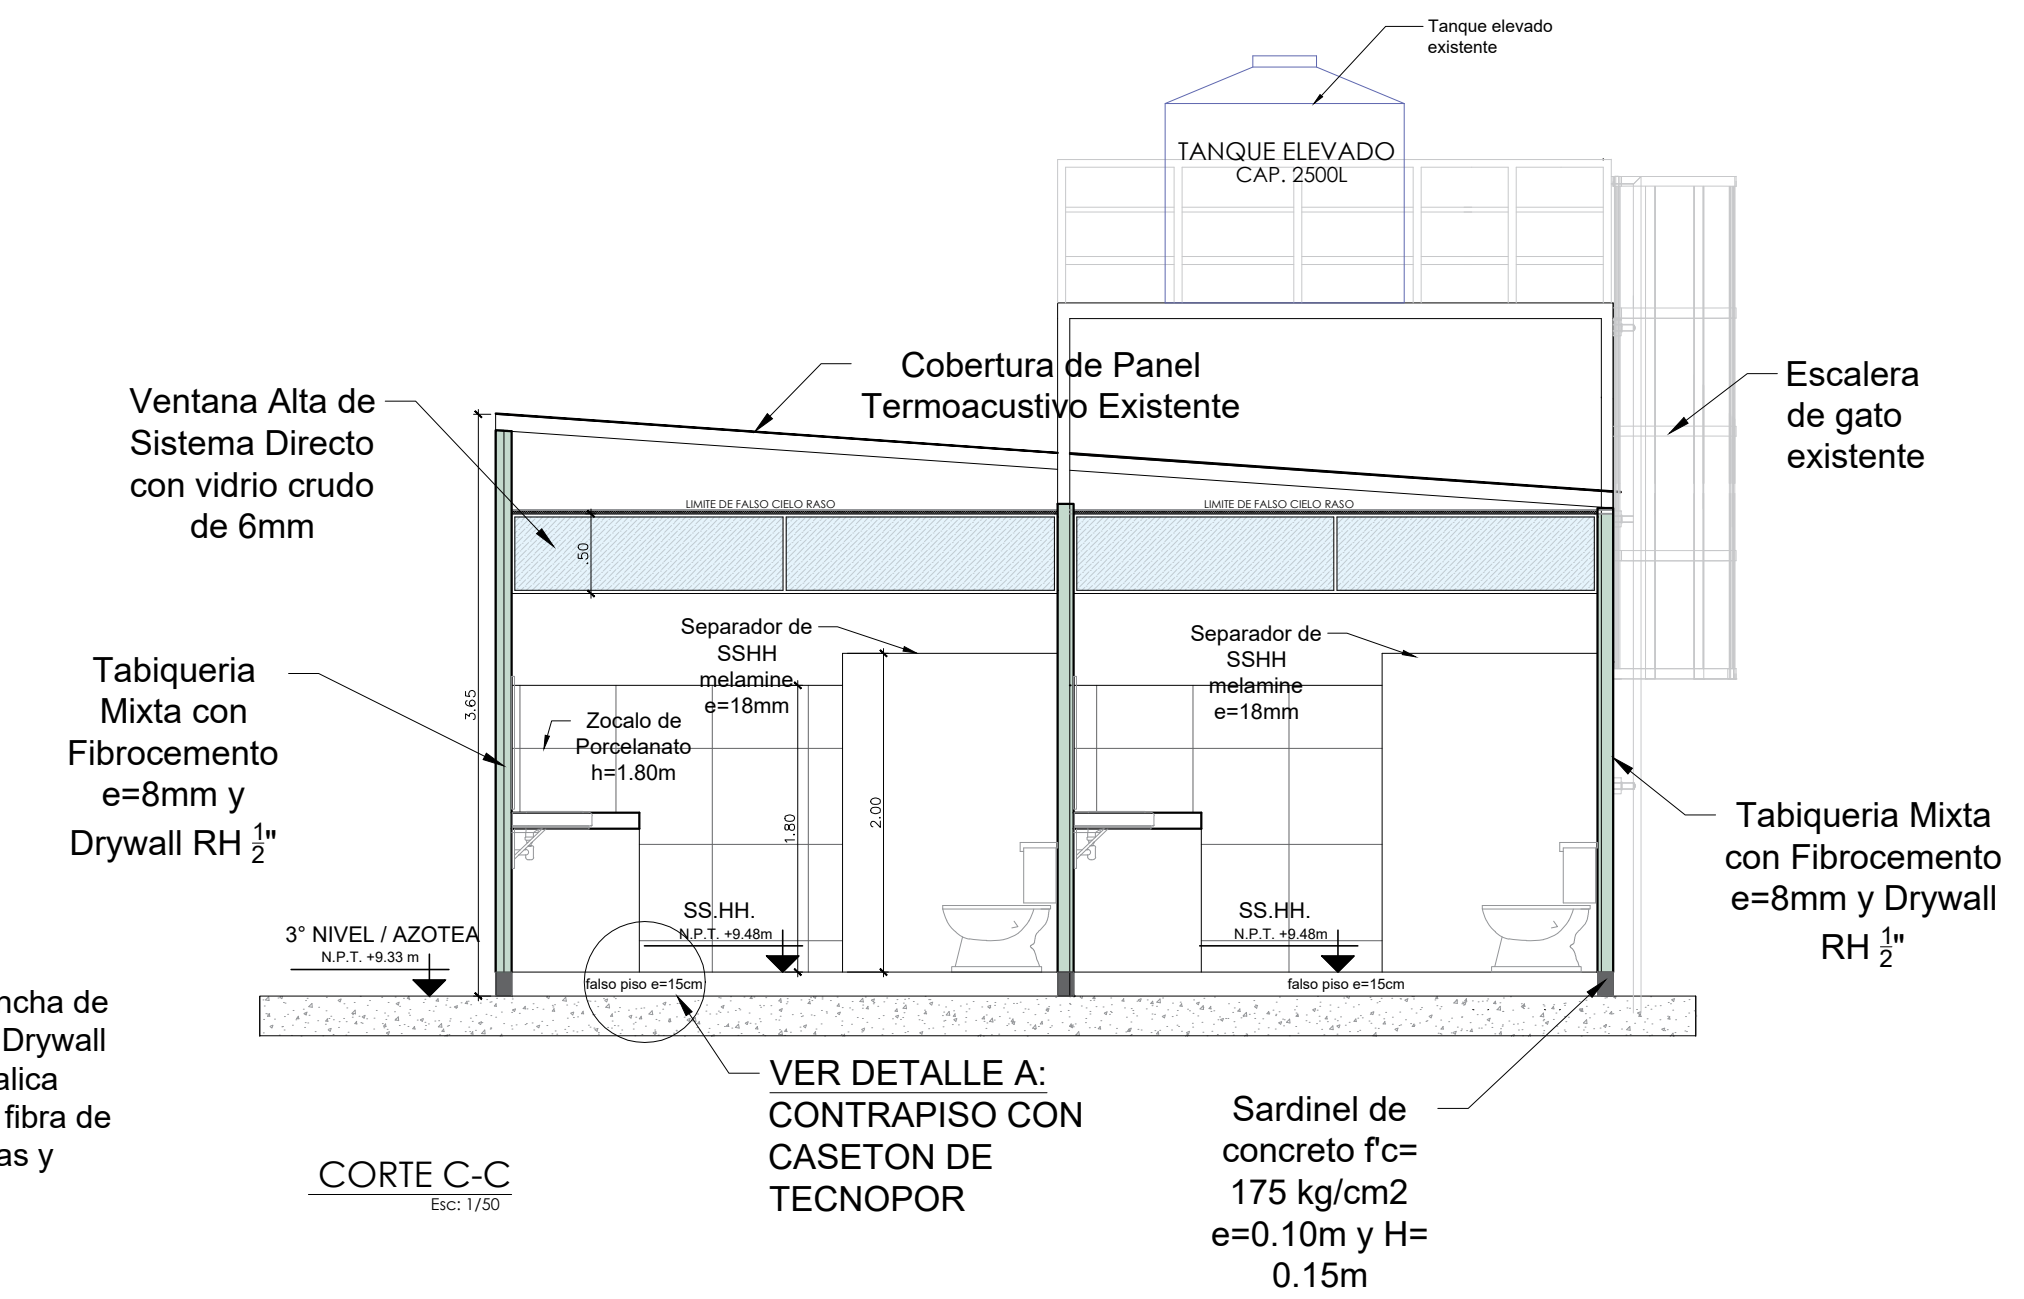 Tanque elevado
existente
TANQUE ELEVADO
CAP. 2500L
Cobertura de Panel
Termoacustivo Existente
Escalera
de gato
existente
Ventana Alta de
Sistema Directo
con vidrio crudo
de 6mm
LIMITE DE FALSO CIELO RASO
LIMITE DE FALSO CIELO RASO
.50
Separador de
SSHH
melamine
e=18mm
Separador de
SSHH
melamine
e=18mm
Tabiqueria
Mixta con
Fibrocemento
e=8mm y
Drywall RH 1/2"
3.65
Zocalo de
Porcelanato
h=1.80m
1.80
2.00
Tabiqueria Mixta
con Fibrocemento
e=8mm y Drywall
RH 1/2"
SS.HH.
N.P.T. +9.48m
SS.HH.
N.P.T. +9.48m
3° NIVEL / AZOTEA
N.P.T. +9.33 m
falso piso e=15cm
falso piso e=15cm
ncha de
Drywall
alica
fibra de
as y
VER DETALLE A:
CONTRAPISO CON
CASETON DE
TECNOPOR
Sardinel de
concreto f'c=
175 kg/cm2
e=0.10m y H=
0.15m
CORTE C-C
Esc: 1/50